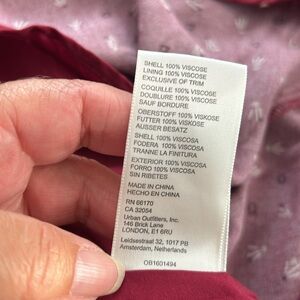 SHELL 100% VISCOSE
LINING 100% VISCOSE
EXCLUSIVE OF TRIM
COQUILLE 100% VISCOSE
DOUBLURE 100% VISCOSE
SAUF BORDURE
OBERSTOFF 100% VISKOSE
FUTTER 100% VISKOSE
AUSSER BESATZ
SHELL 100% VISCOSA
FODERA 100% VISCOSA
TRANNE LA FINITURA
EXTERIOR 100% VISCOSA
FORRO 100% VISCOSA
SIN RIBETES
MADE IN CHINA
HECHO EN CHINA
RN 66170
CA 32054
Urban Outfitters, Inc.
146 Brick Lane
LONDON, E1 6RU
Leidsestraat 32, 1017 PB
Amsterdam, Netherlands
OB1601494